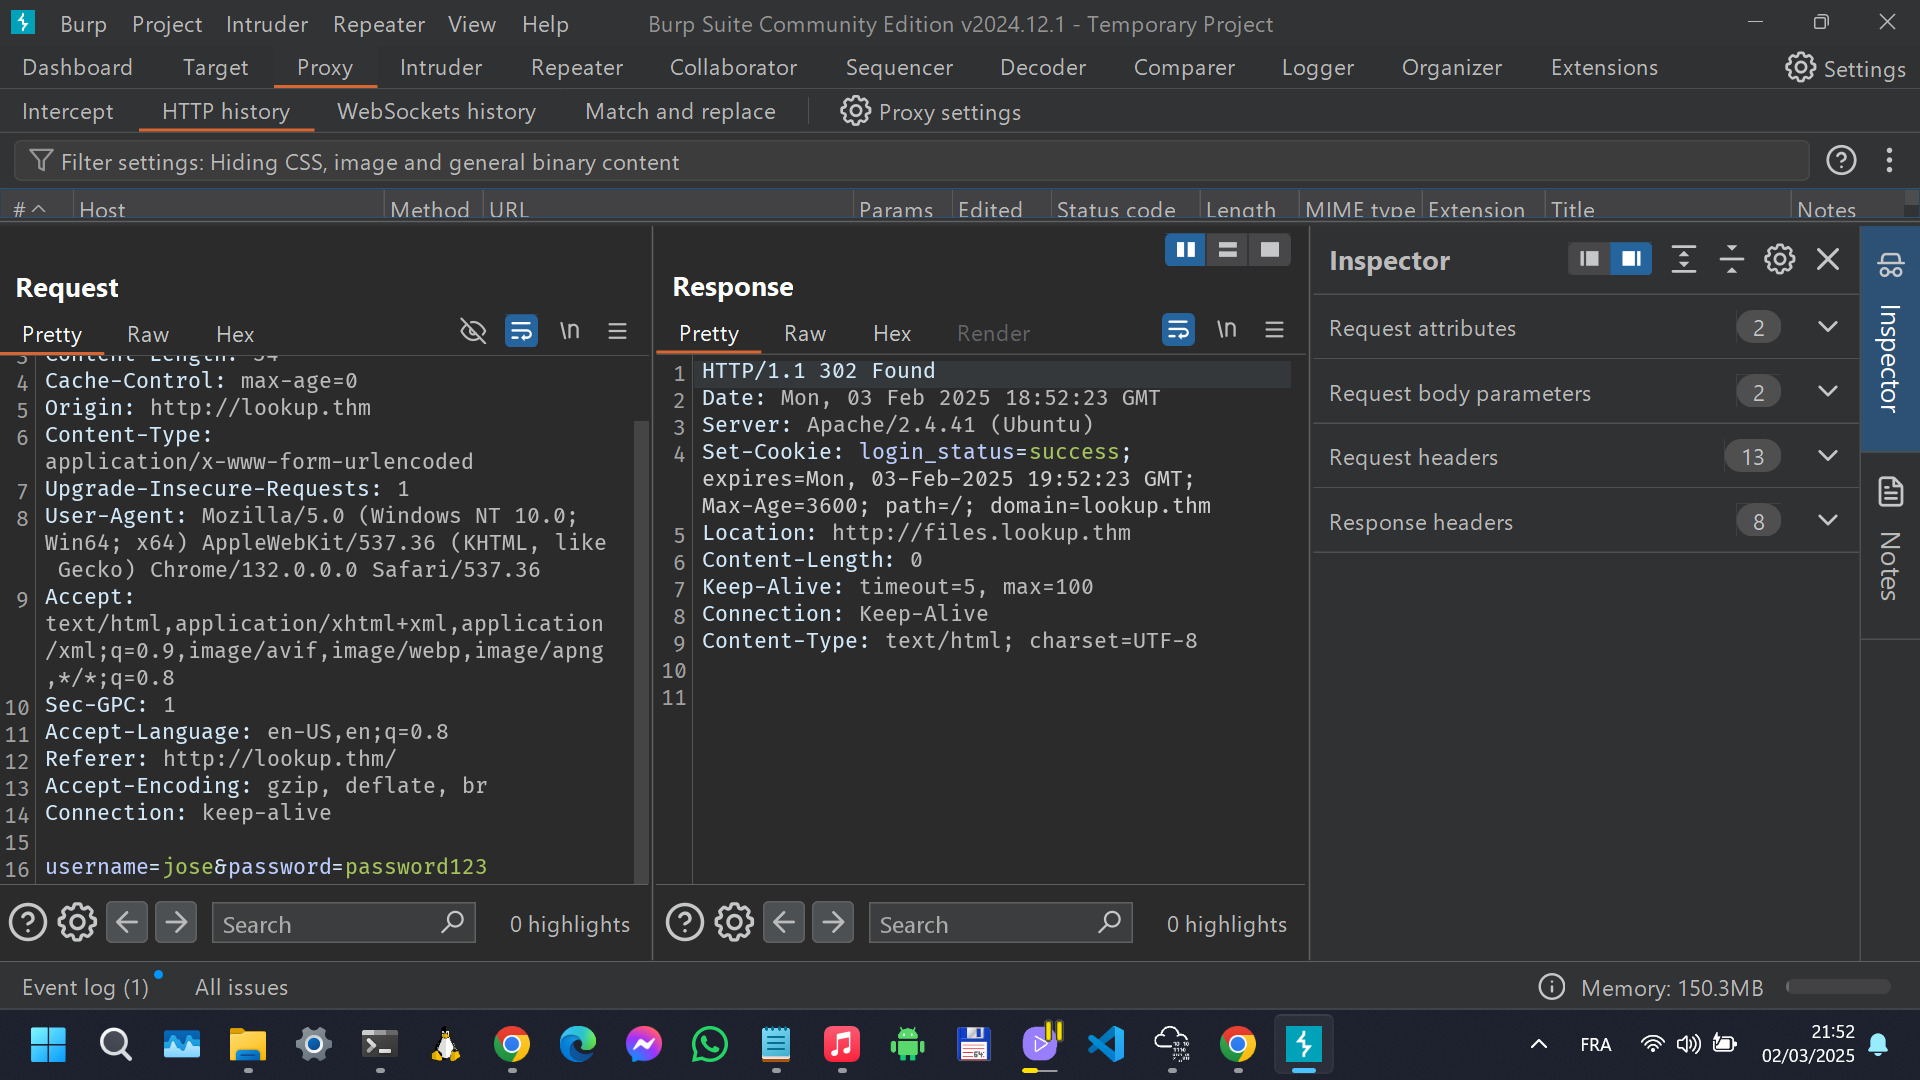 Burp Project Intruder Repeater View Help Burp Suite Community Edition v2024.12.1 - Temporary Project
Dashboard Target Proxy Intruder Repeater Collaborator Sequencer Decoder Comparer Logger Organizer Extensions Settings
Intercept HTTP history WebSockets history Match and replace Proxy settings
Filter settings: Hiding CSS, image and general binary content
# Host Method URL Params Edited Status code Length MIME type Extension Title Notes
Request
Pretty Raw Hex \n
3 Content-Length: 34
4 Cache-Control: max-age=0
5 Origin: http://lookup.thm
6 Content-Type:
application/x-www-form-urlencoded
7 Upgrade-Insecure-Requests: 1
8 User-Agent: Mozilla/5.0 (Windows NT 10.0;
Win64; x64) AppleWebKit/537.36 (KHTML, like
Gecko) Chrome/132.0.0.0 Safari/537.36
9 Accept:
text/html,application/xhtml+xml,application
/xml;q=0.9,image/avif,image/webp,image/apng
,*/*;q=0.8
10 Sec-GPC: 1
11 Accept-Language: en-US,en;q=0.8
12 Referer: http://lookup.thm/
13 Accept-Encoding: gzip, deflate, br
14 Connection: keep-alive
15
16 username=jose&password=password123
Search 0 highlights
Response
Pretty Raw Hex Render \n
1 HTTP/1.1 302 Found
2 Date: Mon, 03 Feb 2025 18:52:23 GMT
3 Server: Apache/2.4.41 (Ubuntu)
4 Set-Cookie: login_status=success;
expires=Mon, 03-Feb-2025 19:52:23 GMT;
Max-Age=3600; path=/; domain=lookup.thm
5 Location: http://files.lookup.thm
6 Content-Length: 0
7 Keep-Alive: timeout=5, max=100
8 Connection: Keep-Alive
9 Content-Type: text/html; charset=UTF-8
10
11
Search 0 highlights
Inspector
Request attributes 2
Request body parameters 2
Request headers 13
Response headers 8
Inspector
Notes
Event log (1) All issues Memory: 150.3MB
FRA
21:52
02/03/2025